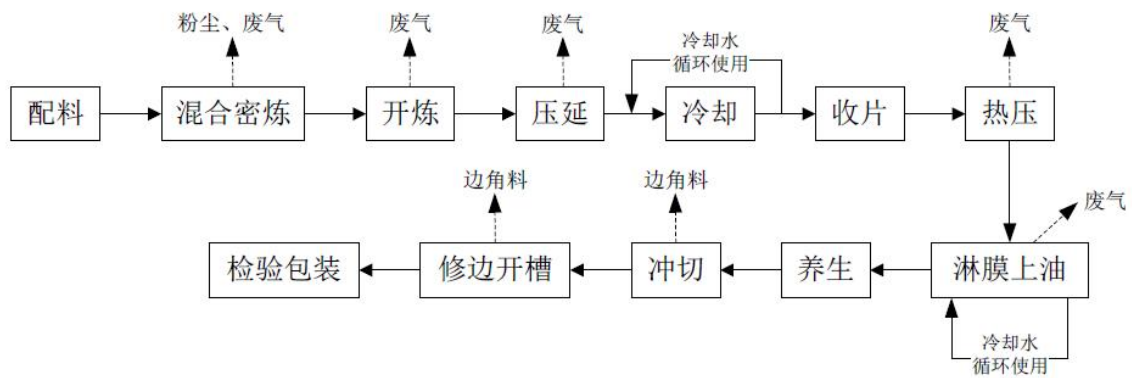 粉尘、废气
废气
废气
冷却水
循环使用
废气
配料
混合密炼
开炼
压延
冷却
收片
热压
边角料
边角料
废气
检验包装
修边开槽
冲切
养生
淋膜上油
冷却水
循环使用